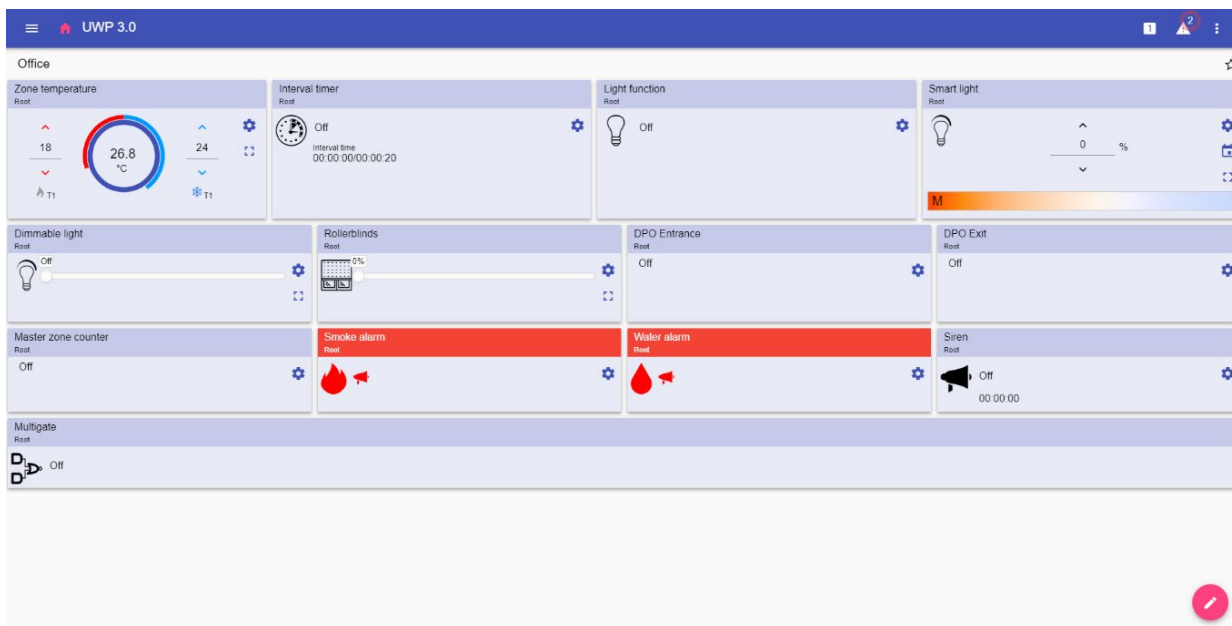 UWP 3.0
1
2
Office
Zone temperature
Root
18
26.8
°C
24
T1
T1
Interval timer
Root
Off
Interval time
00:00:00/00:00:20
Light function
Root
Off
Smart light
Root
0
%
M
Dimmable light
Root
Off
Rollerblinds
Root
0%
DPO Entrance
Root
Off
DPO Exit
Root
Off
Master zone counter
Root
Off
Smoke alarm
Root
Water alarm
Root
Siren
Root
Off
00:00:00
Multigate
Root
Off